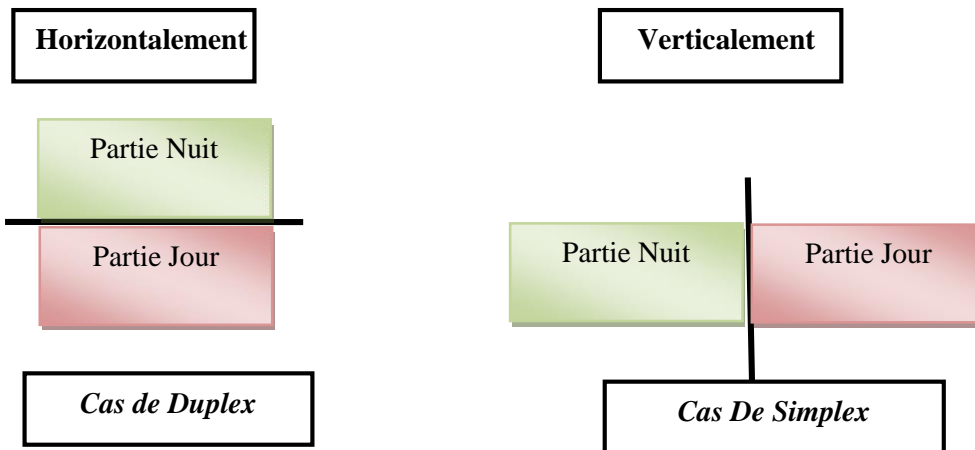 Horizontalement
Verticalement
Partie Nuit
Partie Jour
Partie Nuit
Partie Jour
Cas de Duplex
Cas De Simplex